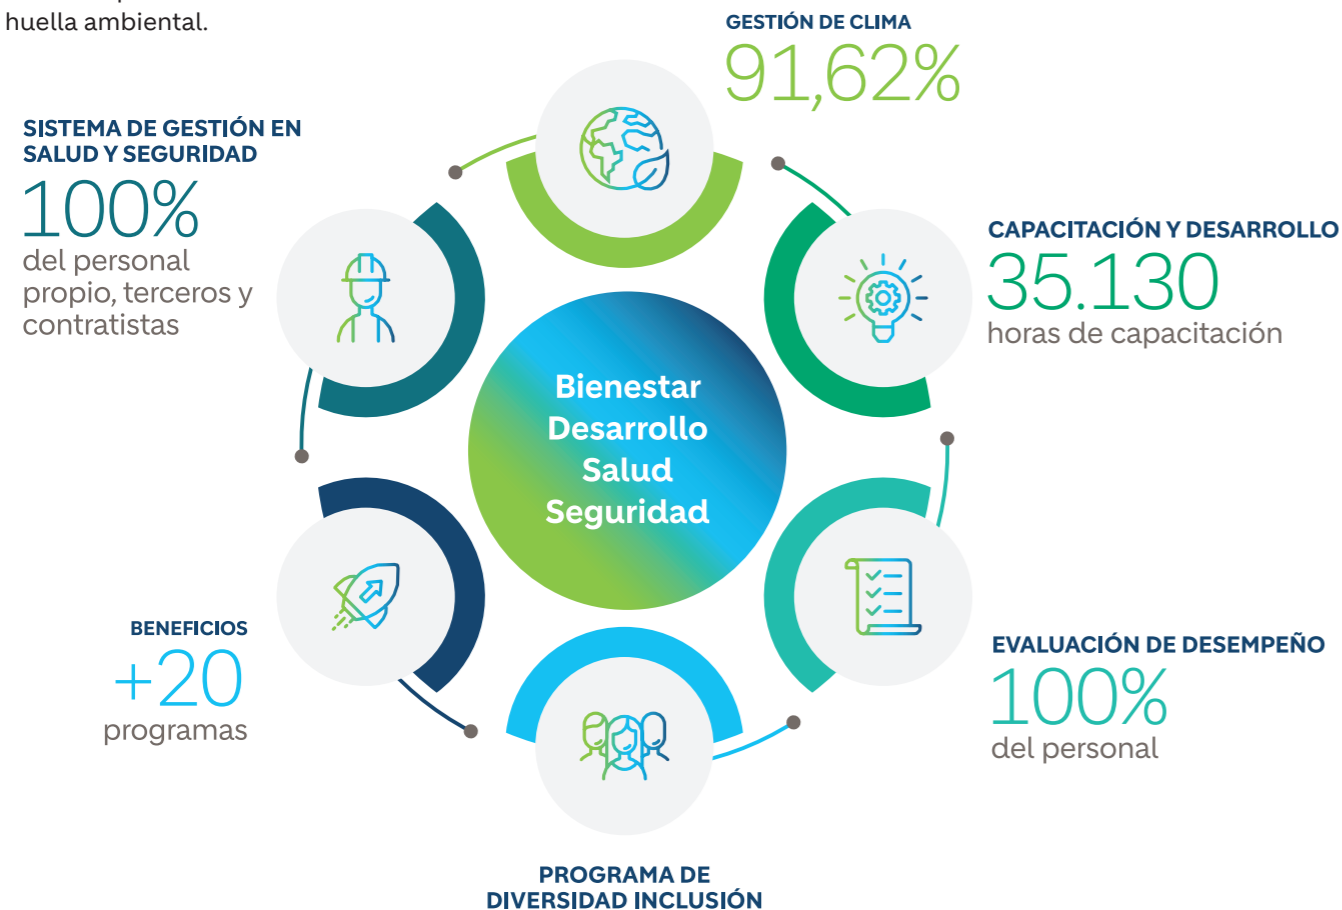 huella ambiental.
GESTIÓN DE CLIMA
91,62%
SISTEMA DE GESTIÓN EN
SALUD Y SEGURIDAD
100%
del personal
propio, terceros y
contratistas
CAPACITACIÓN Y DESARROLLO
35.130
horas de capacitación
Bienestar
Desarrollo
Salud
Seguridad
BENEFICIOS
+20
programas
EVALUACIÓN DE DESEMPEÑO
100%
del personal
PROGRAMA DE
DIVERSIDAD INCLUSIÓN